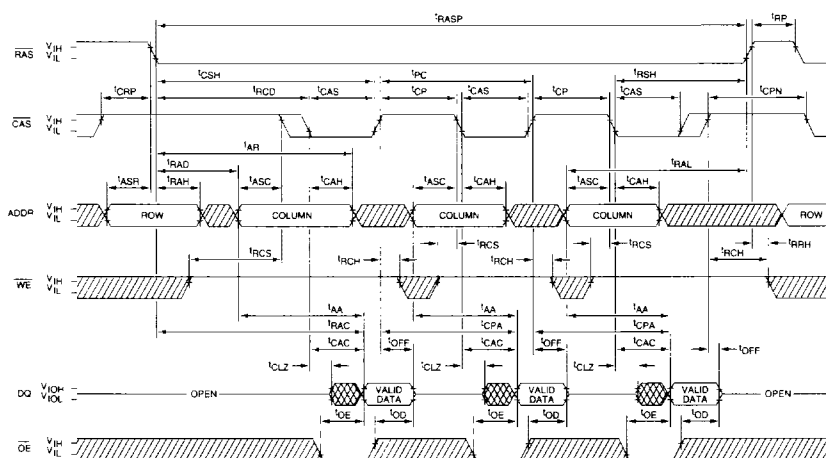 tRASP tRP
RAS VIH
VIL
tCSH tPC tRSH
tCRP tRCD tCAS tCP tCAS tCP tCAS tCPN
CAS VIH
VIL
tAR
tRAD tRAL
tASR tRAH tASC tCAH tASC tCAH tASC tCAH
ADDR VIH
VIL
ROW COLUMN COLUMN COLUMN ROW
tRCS tRCH tRCS tRCH tRCS tRCH tRRH
WE VIH
VIL
tAA tAA tAA
tRAC tCPA tCPA
tCAC tOFF tCAC tOFF tCAC tOFF
tCLZ tCLZ tCLZ
DQ VIOH
VIOL
OPEN VALID DATA VALID DATA VALID DATA OPEN
tOE tOD tOE tOD tOE tOD
OE VIH
VIL